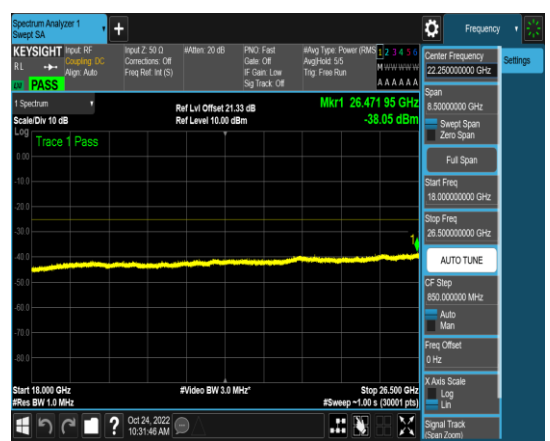 Spectrum Analyzer 1
Swept SA
+
Frequency
KEYSIGHT
RL
PASS
Input: RF
Coupling: DC
Align: Auto
Input Z: 50 Ω
Corrections: Off
Freq Ref: Int (S)
#Atten: 20 dB
PNO: Fast
Gate: Off
IF Gain: Low
Sig Track: Off
#Avg Type: Power (RMS
Avg|Hold: 5/5
Trig: Free Run
1 2 3 4 5 6
M W W W W W
A A A A A A
1 Spectrum
Scale/Div 10 dB
Ref Lvl Offset 21.33 dB
Ref Level 10.00 dBm
Mkr1 26.471 95 GHz
-38.05 dBm
Log
Trace 1 Pass
0.00
-10.0
-20.0
-30.0
-40.0
-50.0
-60.0
-70.0
-80.0
1
Start 18.000 GHz
#Res BW 1.0 MHz
#Video BW 3.0 MHz*
Stop 26.500 GHz
#Sweep ~1.00 s (30001 pts)
?
Oct 24, 2022
10:31:46 AM
Center Frequency
22.250000000 GHz
Span
8.50000000 GHz
Swept Span
Zero Span
Full Span
Start Freq
18.000000000 GHz
Stop Freq
26.500000000 GHz
AUTO TUNE
CF Step
850.000000 MHz
Auto
Man
Freq Offset
0 Hz
X Axis Scale
Log
Lin
Signal Track
(Span Zoom)
Settings